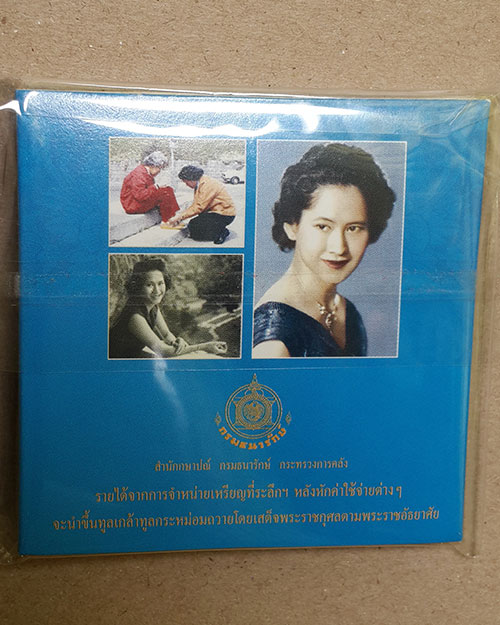 กรมธนารักษ์
สำนักกษาปณ์ กรมธนารักษ์ กระทรวงการคลัง
รายได้จากการจำหน่ายเหรียญที่ระลึกฯ หลังหักค่าใช้จ่ายต่างๆ
จะนำขึ้นทูลเกล้าทูลกระหม่อมถวายโดยเสด็จพระราชกุศลตามพระราชอัธยาศัย